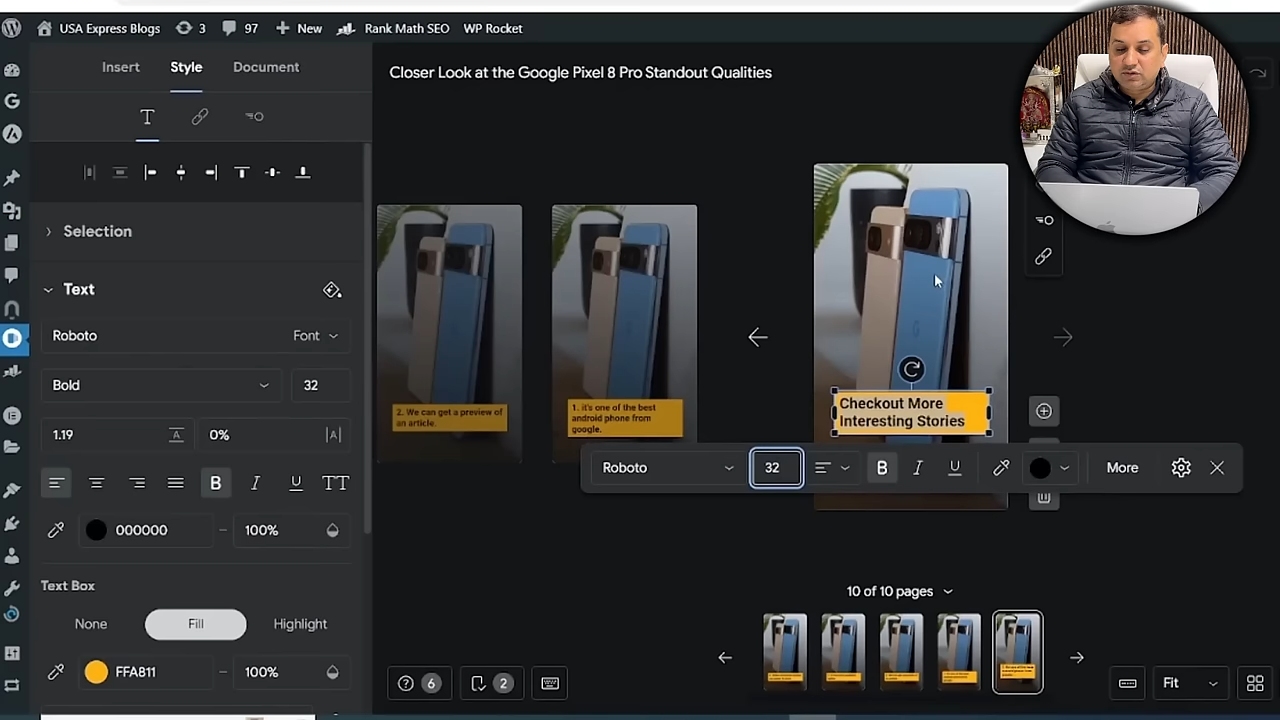 USA Express Blogs
3
97
New
Rank Math SEO
WP Rocket
Insert
Style
Document
Closer Look at the Google Pixel 8 Pro Standout Qualities
Selection
Text
Roboto
Font
Bold
32
1.19
0%
B
I
U
TT
000000
100%
Text Box
None
Fill
Highlight
FFA811
100%
2. We can get a preview of
an article.
1. it's one of the best
android phone from
google.
Checkout More
Interesting Stories
Roboto
32
B
I
U
More
10 of 10 pages
6
2
Fit